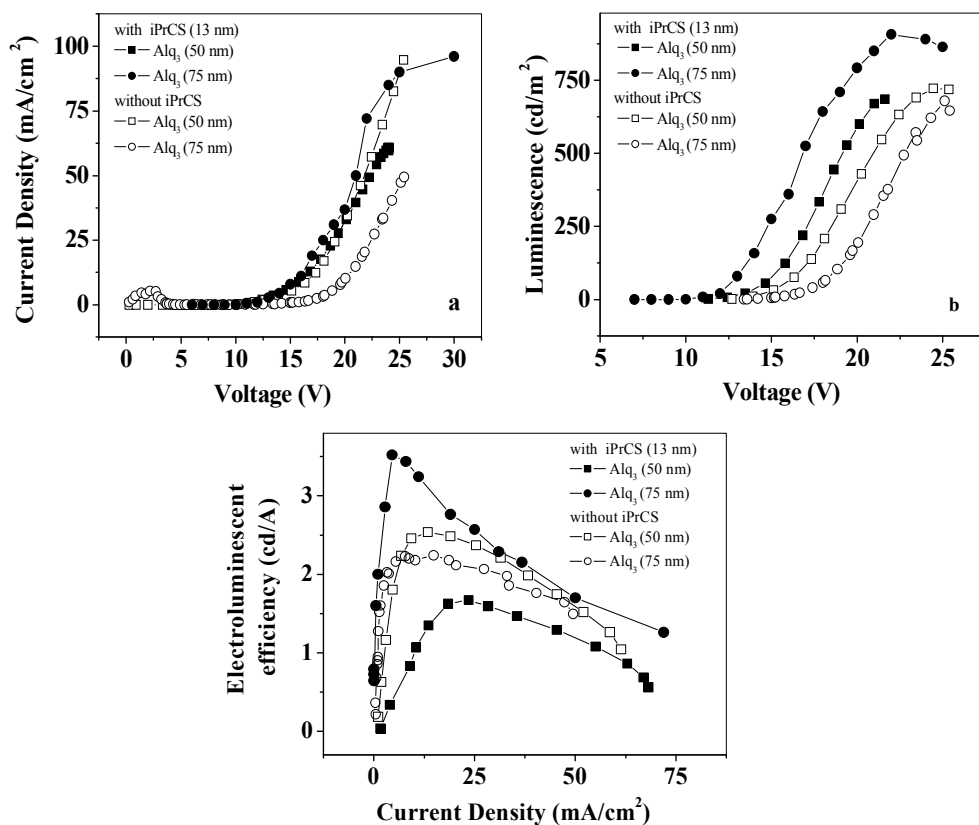 with iPrCS (13 nm)
Alq₃ (50 nm)
Alq₃ (75 nm)
without iPrCS
Alq₃ (50 nm)
Alq₃ (75 nm)
100
75
50
25
0
Current Density (mA/cm²)
a
0 5 10 15 20 25 30
Voltage (V)
with iPrCS (13 nm)
Alq₃ (50 nm)
Alq₃ (75 nm)
without iPrCS
Alq₃ (50 nm)
Alq₃ (75 nm)
750
500
250
0
Luminescence (cd/m²)
b
5 10 15 20 25
Voltage (V)
with iPrCS (13 nm)
Alq₃ (50 nm)
Alq₃ (75 nm)
without iPrCS
Alq₃ (50 nm)
Alq₃ (75 nm)
3
2
1
0
Electroluminescent
efficiency (cd/A)
0 25 50 75
Current Density (mA/cm²)